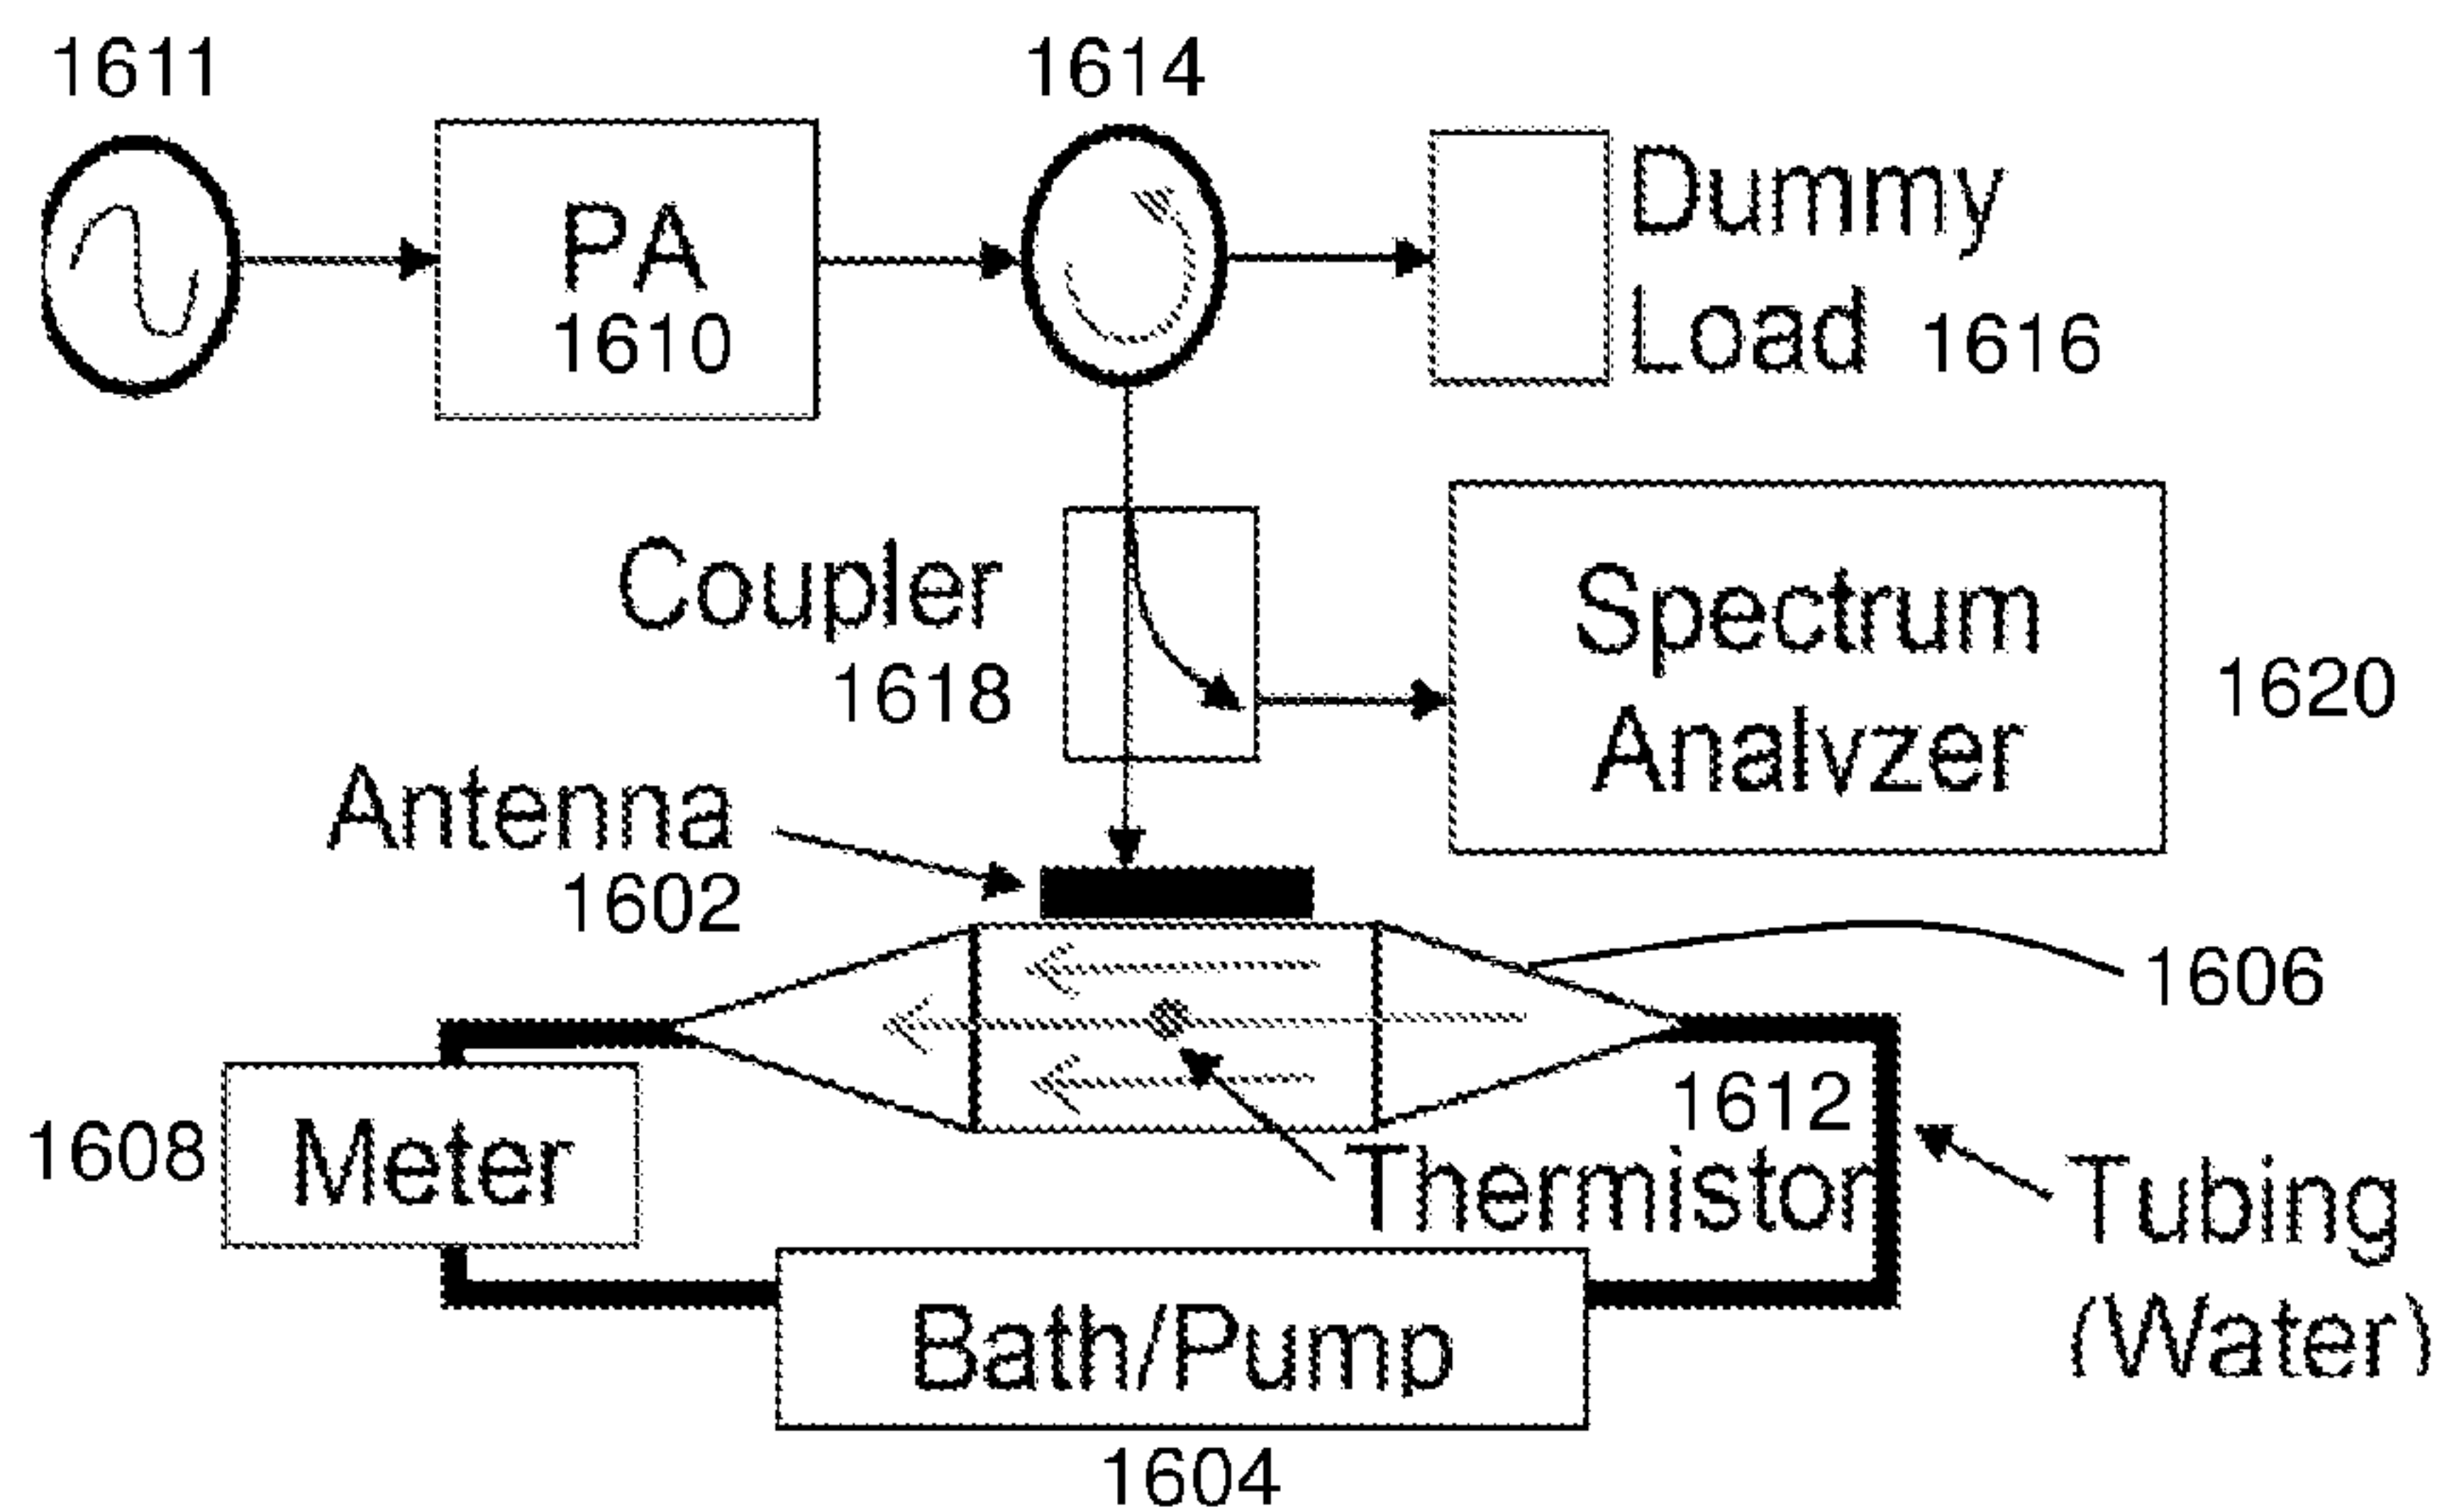 1611
1614
PA
1610
Dummy
Load 1616
Coupler
1618
Spectrum
Analyzer
1620
Antenna
1602
1606
1612
Thermistor
1608
Meter
Tubing
(Water)
Bath/Pump
1604